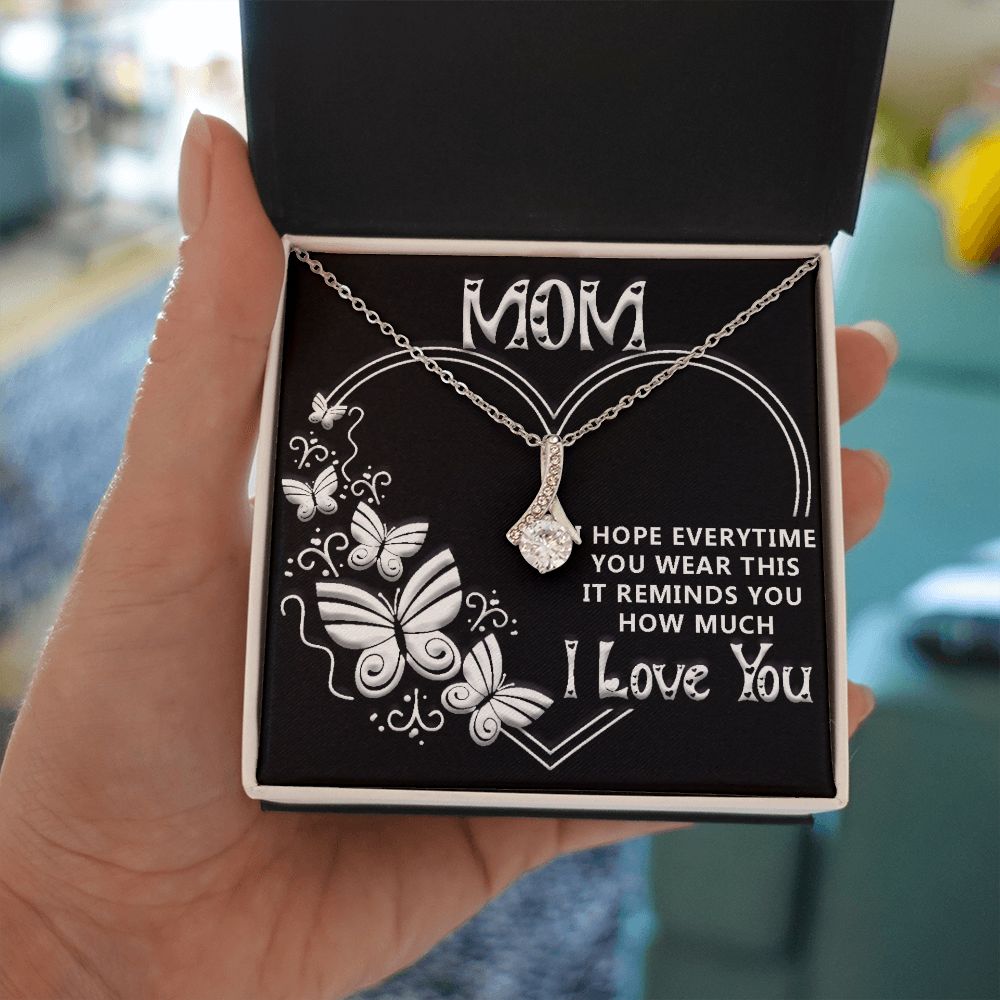 MOM
I HOPE EVERYTIME
YOU WEAR THIS
IT REMINDS YOU
HOW MUCH
I Love You